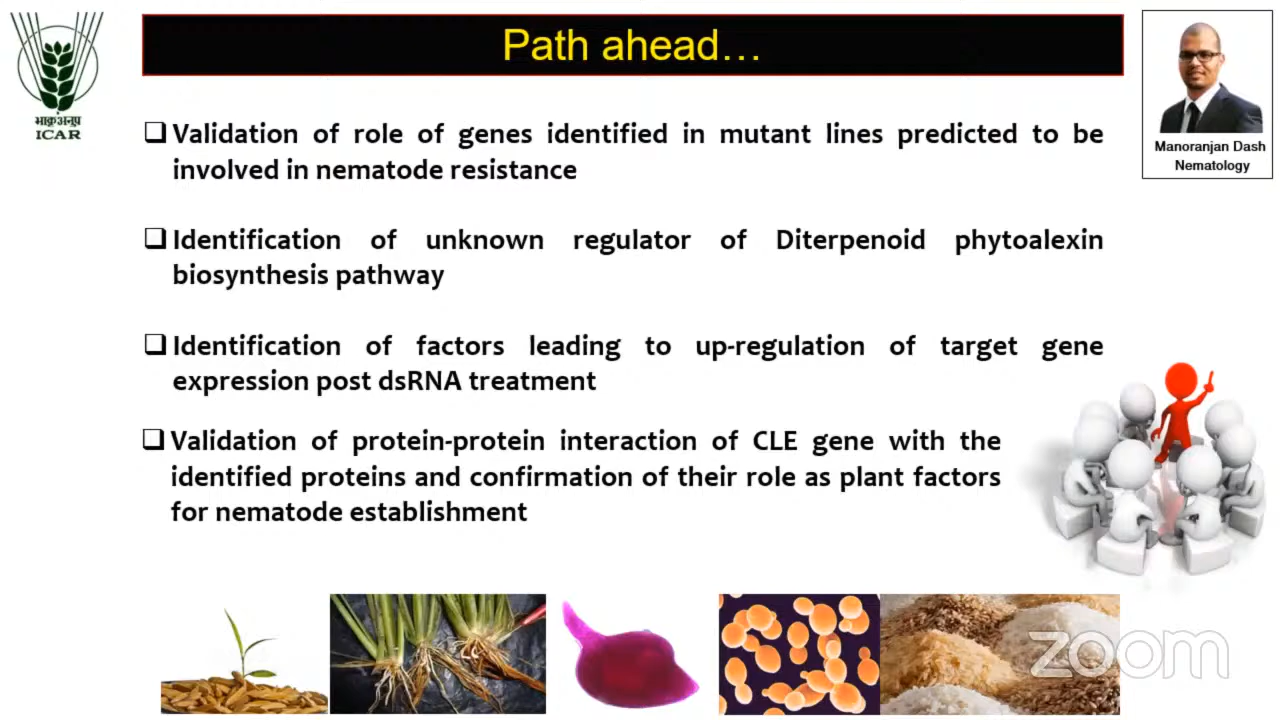 Path ahead…
भाकृअनुप
ICAR
Manoranjan Dash
Nematology
❑ Validation of role of genes identified in mutant lines predicted to be
involved in nematode resistance
❑ Identification of unknown regulator of Diterpenoid phytoalexin
biosynthesis pathway
❑ Identification of factors leading to up-regulation of target gene
expression post dsRNA treatment
❑ Validation of protein-protein interaction of CLE gene with the
identified proteins and confirmation of their role as plant factors
for nematode establishment
zoom